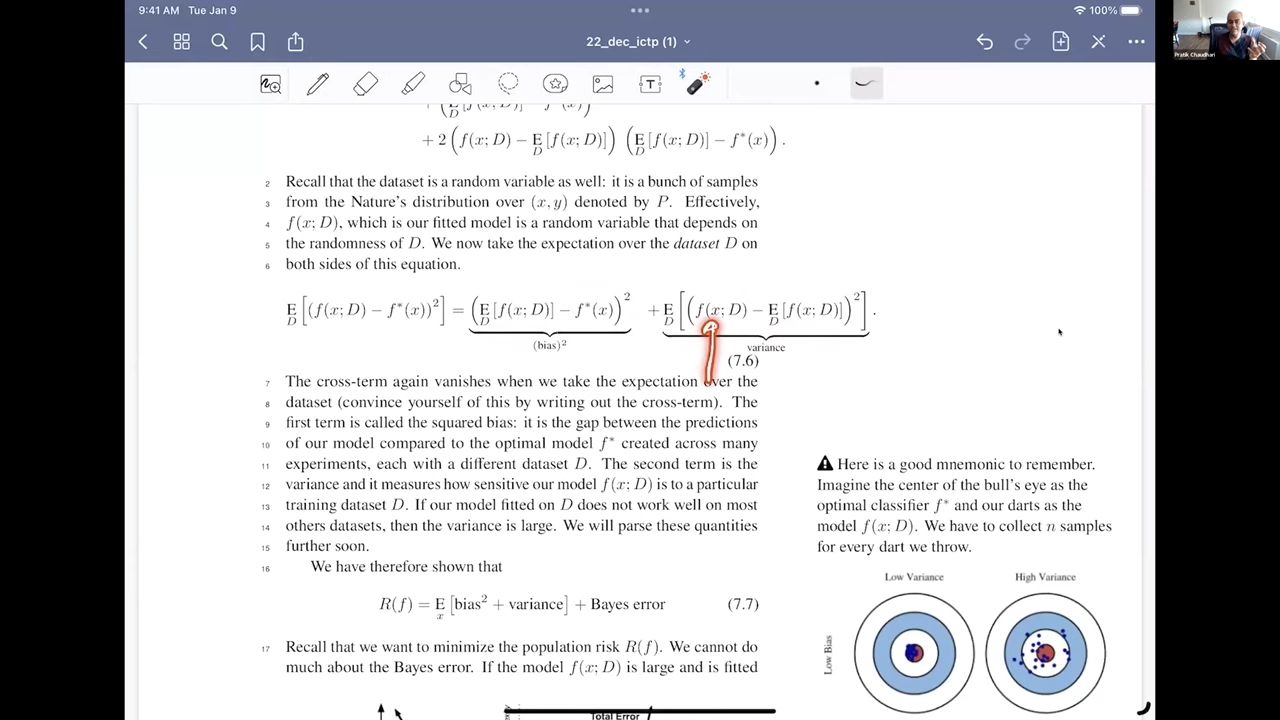 9:41 AM Tue Jan 9
100%
22_dec_ictp (1)
Pratik Chaudhari
+ 2 (f(x; D) − E_D [f(x; D)]) (E_D [f(x; D)] − f*(x)) .
2 Recall that the dataset is a random variable as well: it is a bunch of samples
3 from the Nature's distribution over (x, y) denoted by P. Effectively,
4 f(x; D), which is our fitted model is a random variable that depends on
5 the randomness of D. We now take the expectation over the dataset D on
6 both sides of this equation.
E_D [(f(x; D) − f*(x))²] = (E_D [f(x; D)] − f*(x))² + E_D [(f(x; D) − E_D [f(x; D)])²] .
(bias)² variance
(7.6)
7 The cross-term again vanishes when we take the expectation over the
8 dataset (convince yourself of this by writing out the cross-term). The
9 first term is called the squared bias: it is the gap between the predictions
10 of our model compared to the optimal model f* created across many
11 experiments, each with a different dataset D. The second term is the
12 variance and it measures how sensitive our model f(x; D) is to a particular
13 training dataset D. If our model fitted on D does not work well on most
14 others datasets, then the variance is large. We will parse these quantities
15 further soon.
16 We have therefore shown that
R(f) = E_x [bias² + variance] + Bayes error (7.7)
17 Recall that we want to minimize the population risk R(f). We cannot do
much about the Bayes error. If the model f(x; D) is large and is fitted
Here is a good mnemonic to remember.
Imagine the center of the bull's eye as the
optimal classifier f* and our darts as the
model f(x; D). We have to collect n samples
for every dart we throw.
Low Variance High Variance
Low Bias
Total Error